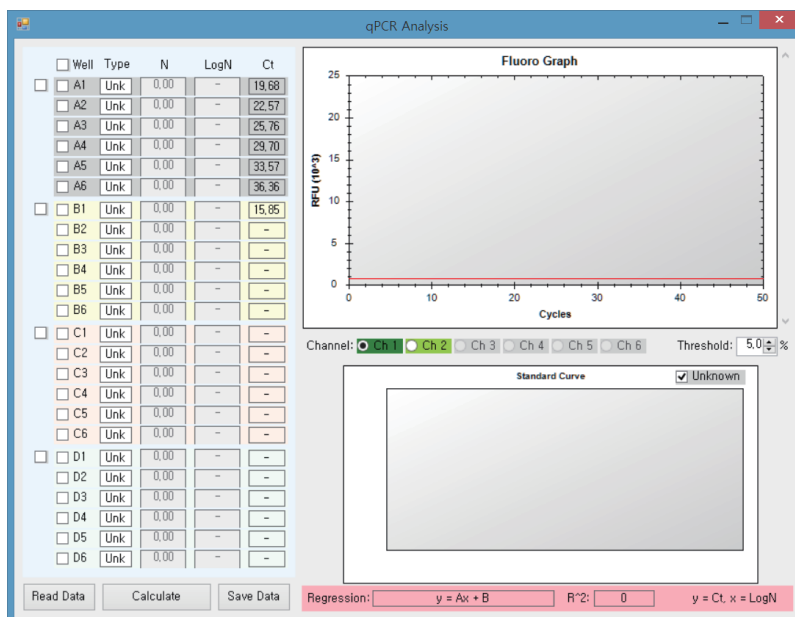 qPCR Analysis
Well Type N LogN Ct
A1 Unk 0,00 - 19,68
A2 Unk 0,00 - 22,57
A3 Unk 0,00 - 25,76
A4 Unk 0,00 - 29,70
A5 Unk 0,00 - 33,57
A6 Unk 0,00 - 36,36
B1 Unk 0,00 - 15,85
B2 Unk 0,00 - -
B3 Unk 0,00 - -
B4 Unk 0,00 - -
B5 Unk 0,00 - -
B6 Unk 0,00 - -
C1 Unk 0,00 - -
C2 Unk 0,00 - -
C3 Unk 0,00 - -
C4 Unk 0,00 - -
C5 Unk 0,00 - -
C6 Unk 0,00 - -
D1 Unk 0,00 - -
D2 Unk 0,00 - -
D3 Unk 0,00 - -
D4 Unk 0,00 - -
D5 Unk 0,00 - -
D6 Unk 0,00 - -
Read Data Calculate Save Data
Fluoro Graph
RFU (10^3)
25
20
15
10
5
0
0 10 20 30 40 50
Cycles
Channel: Ch 1 Ch 2 Ch 3 Ch 4 Ch 5 Ch 6 Threshold: 5,0 %
Standard Curve Unknown
Regression: y = Ax + B R^2: 0 y = Ct, x = LogN